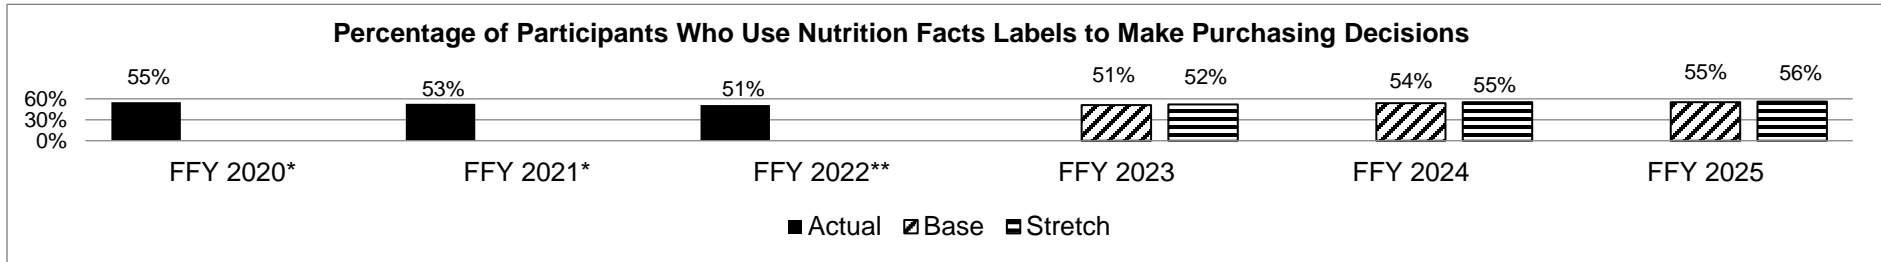 Percentage of Participants Who Use Nutrition Facts Labels to Make Purchasing Decisions
55% 53% 51% 51% 52% 54% 55% 55% 56%
60%
30%
0%
FFY 2020* FFY 2021* FFY 2022** FFY 2023 FFY 2024 FFY 2025
Actual Base Stretch